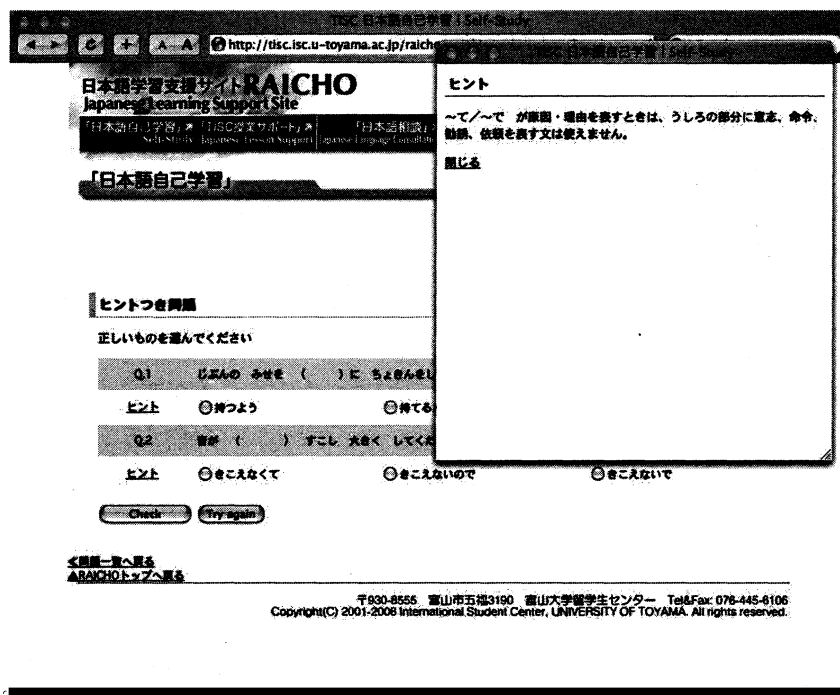 TISC 日本語自己学習 | Self-Study
A A http://tisc.isc.u-toyama.ac.jp/raicho
日本語学習支援サイトRAICHO
Japanese Learning Support Site
「日本語自己学習」 「TISC授業サポート」 「日本語相談」
Self-Study Japanese Lesson Support Japanese Language Consultation
「日本語自己学習」
ヒントつき問題
正しいものを選んでください
Q.1 じぶんの みせを ( )に ちょきんをし
ヒント 持つよう 持てる
Q.2 音が ( ) すこし 大きく してくだ
ヒント きこえなくて きこえないので きこえないで
Check Try again
≪問題一覧へ戻る
▲RAICHOトップへ戻る
〒930-8555 富山市五福3190 富山大学留学生センター Tel&Fax: 076-445-6106
Copyright(C) 2001-2008 International Student Center, UNIVERSITY OF TOYAMA. All rights reserved.
TISC 日本語自己学習 | Self-Study
ヒント
～て／～で が原因・理由を表すときは、うしろの部分に意志、命令、
勧誘、依頼を表す文は使えません。
閉じる